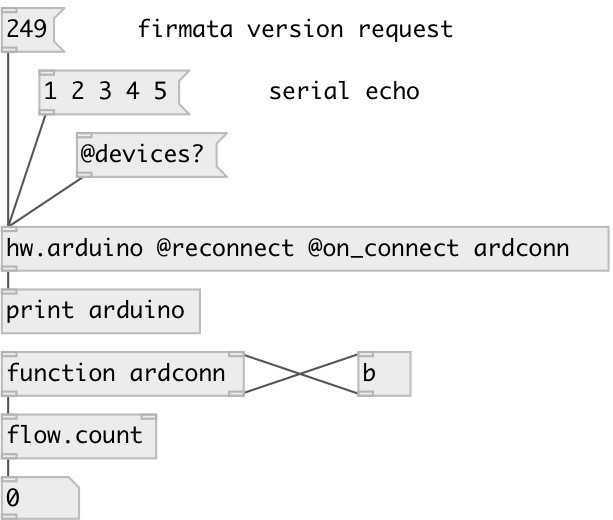 249 firmata version request
1 2 3 4 5 serial echo
@devices?
hw.arduino @reconnect @on_connect ardconn
print arduino
function ardconn b
flow.count
0